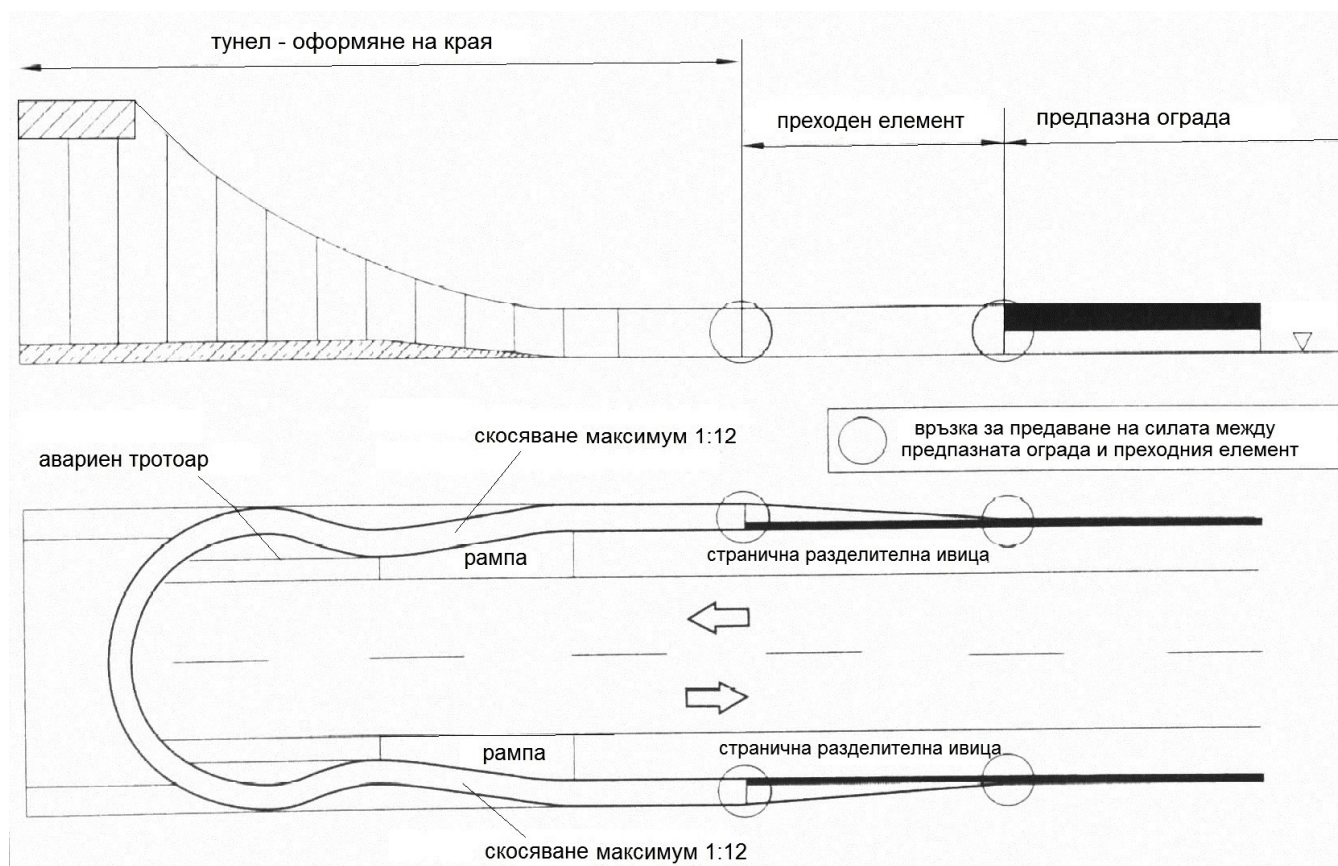 тунел - оформяне на края
преходен елемент
предпазна ограда
връзка за предаване на силата между
предпазната ограда и преходния елемент
скосяване максимум 1:12
авариен тротоар
рампа
странична разделителна ивица
рампа
странична разделителна ивица
скосяване максимум 1:12